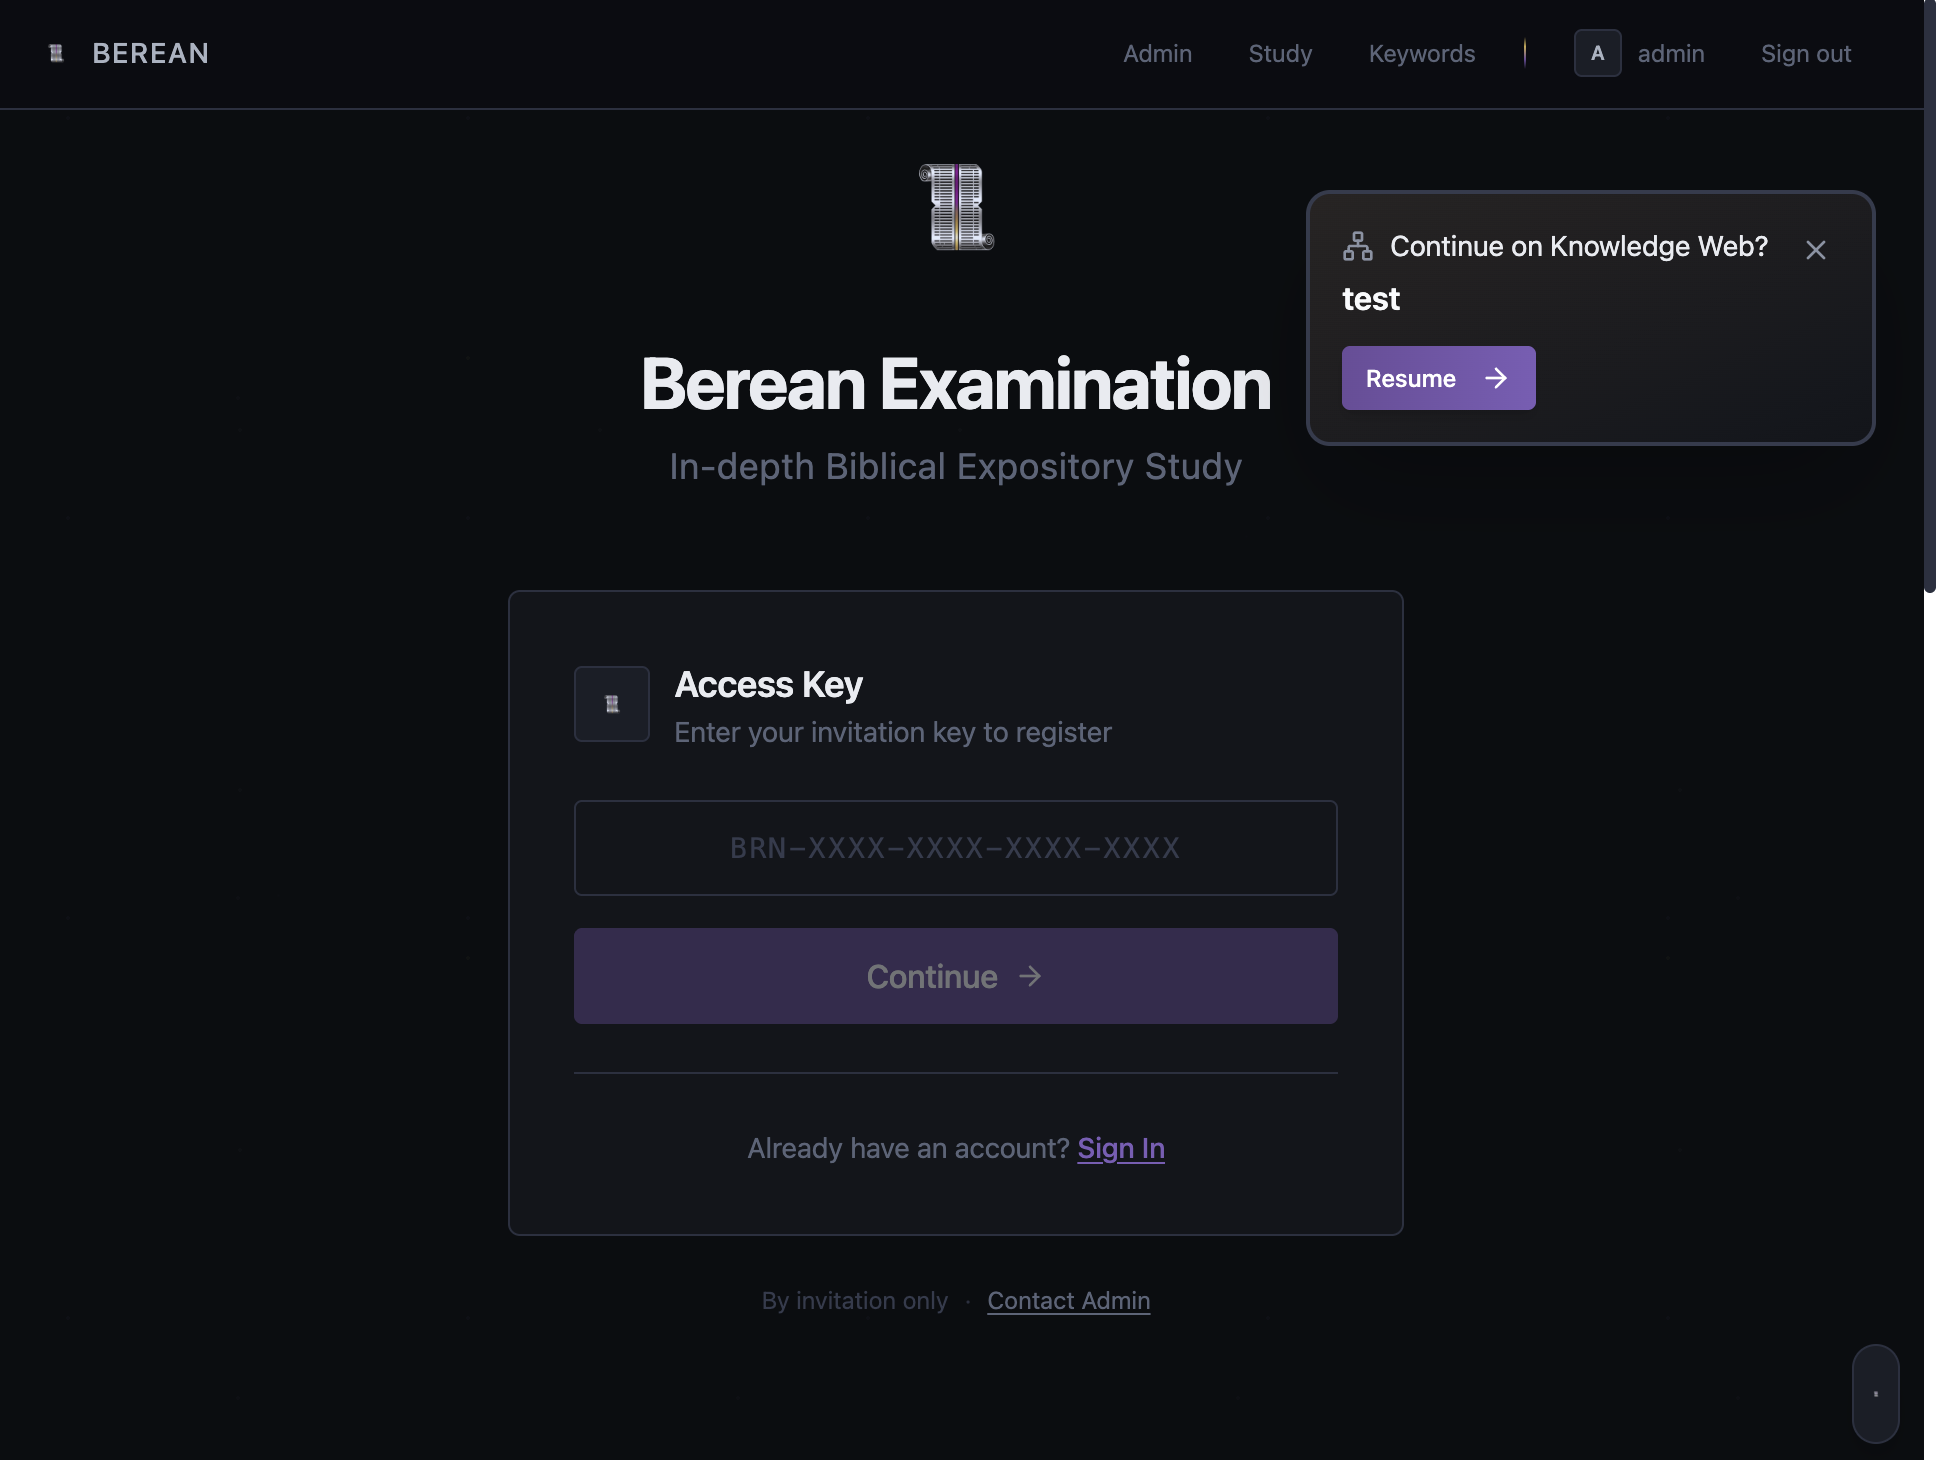 BEREAN
Admin
Study
Keywords
A
admin
Sign out
Continue on Knowledge Web?
test
Resume
Berean Examination
In-depth Biblical Expository Study
Access Key
Enter your invitation key to register
BRN-XXXX-XXXX-XXXX-XXXX
Continue
Already have an account? Sign In
By invitation only · Contact Admin